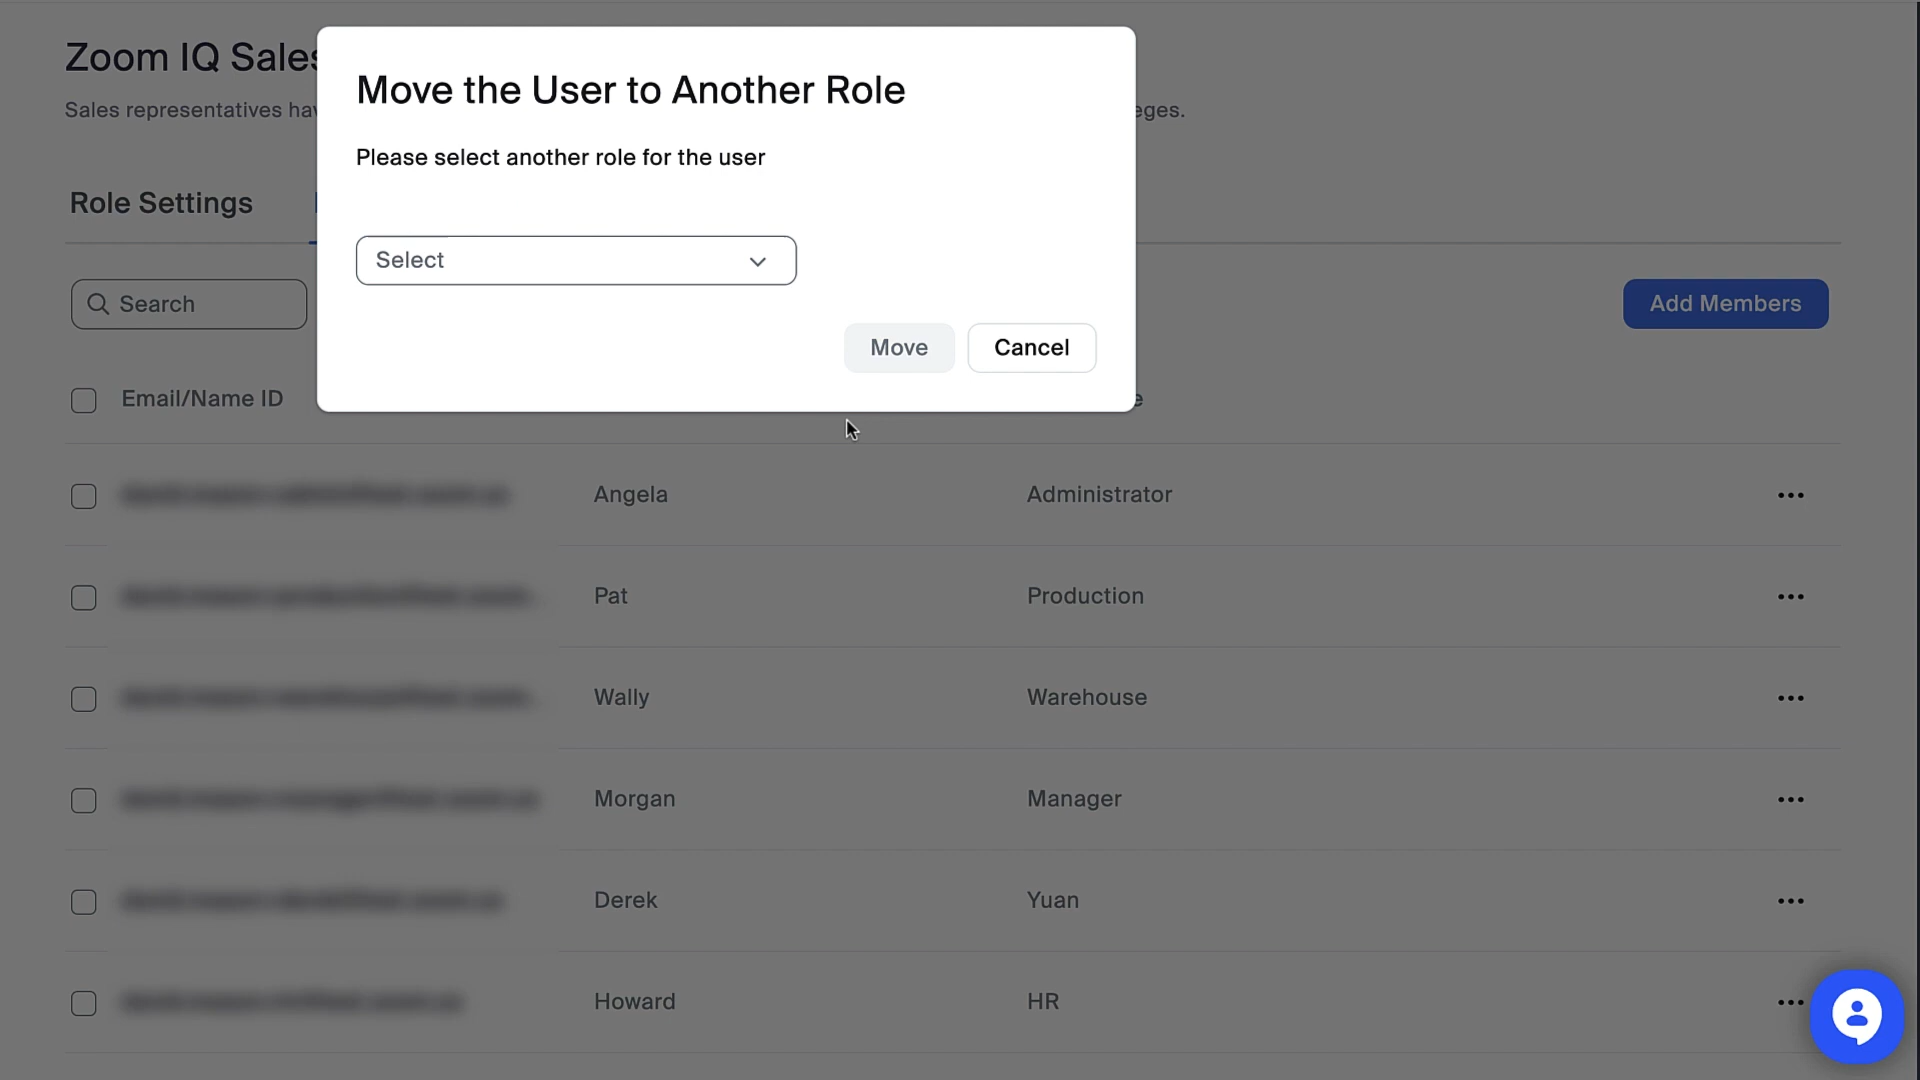 Zoom IQ Sales
Move the User to Another Role
Sales representatives
Please select another role for the user
Role Settings
Select
Search
Add Members
Move
Cancel
Email/Name ID
Angela Administrator
Pat Production
Wally Warehouse
Morgan Manager
Derek Yuan
Howard HR